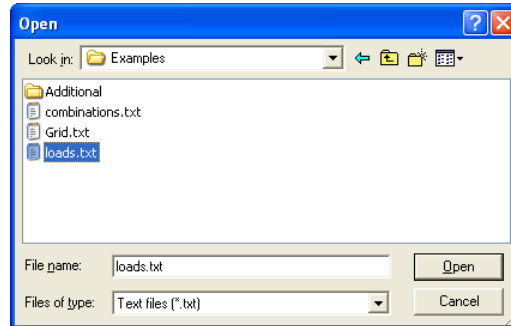 Open
Look in: Examples
Additional
combinations.txt
Grid.txt
loads.txt
File name: loads.txt Open
Files of type: Text files (*.txt) Cancel